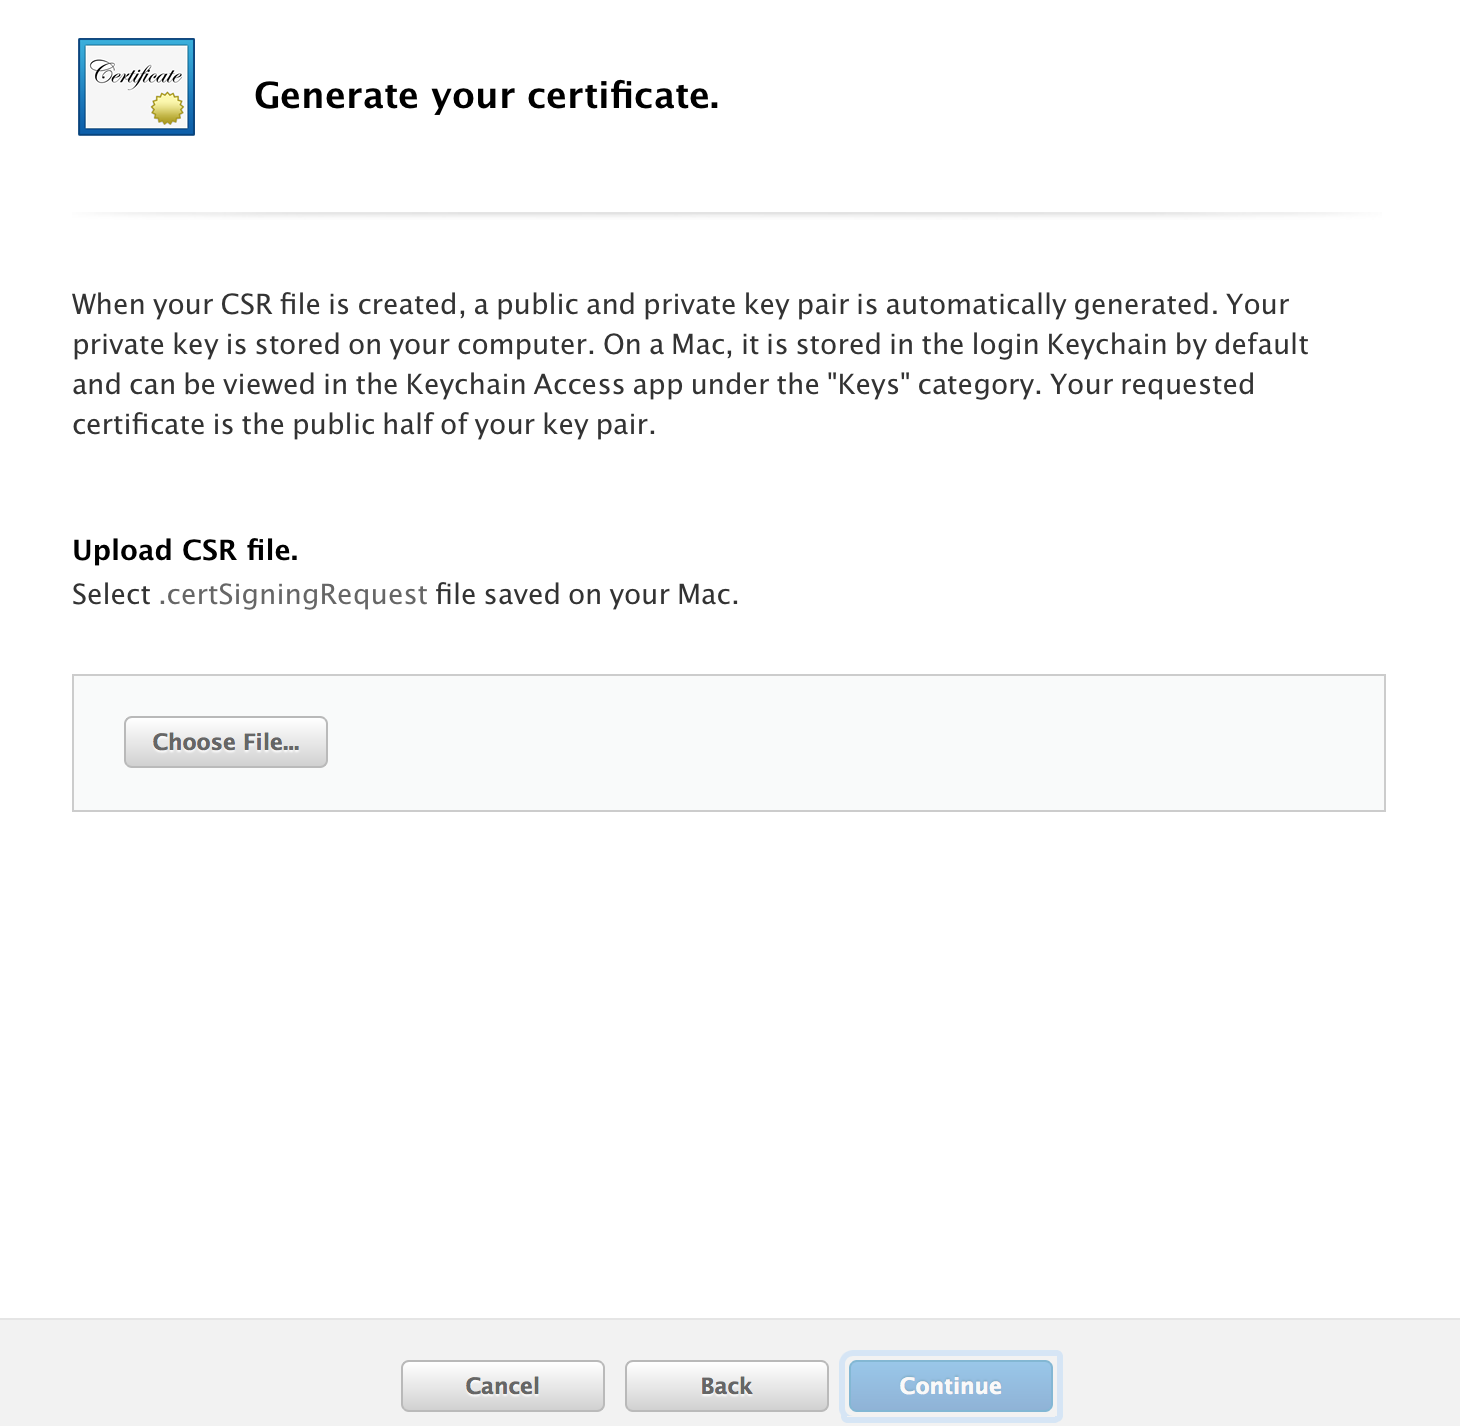 Certificate
Generate your certificate.
When your CSR file is created, a public and private key pair is automatically generated. Your
private key is stored on your computer. On a Mac, it is stored in the login Keychain by default
and can be viewed in the Keychain Access app under the "Keys" category. Your requested
certificate is the public half of your key pair.
Upload CSR file.
Select .certSigningRequest file saved on your Mac.
Choose File...
Cancel Back Continue